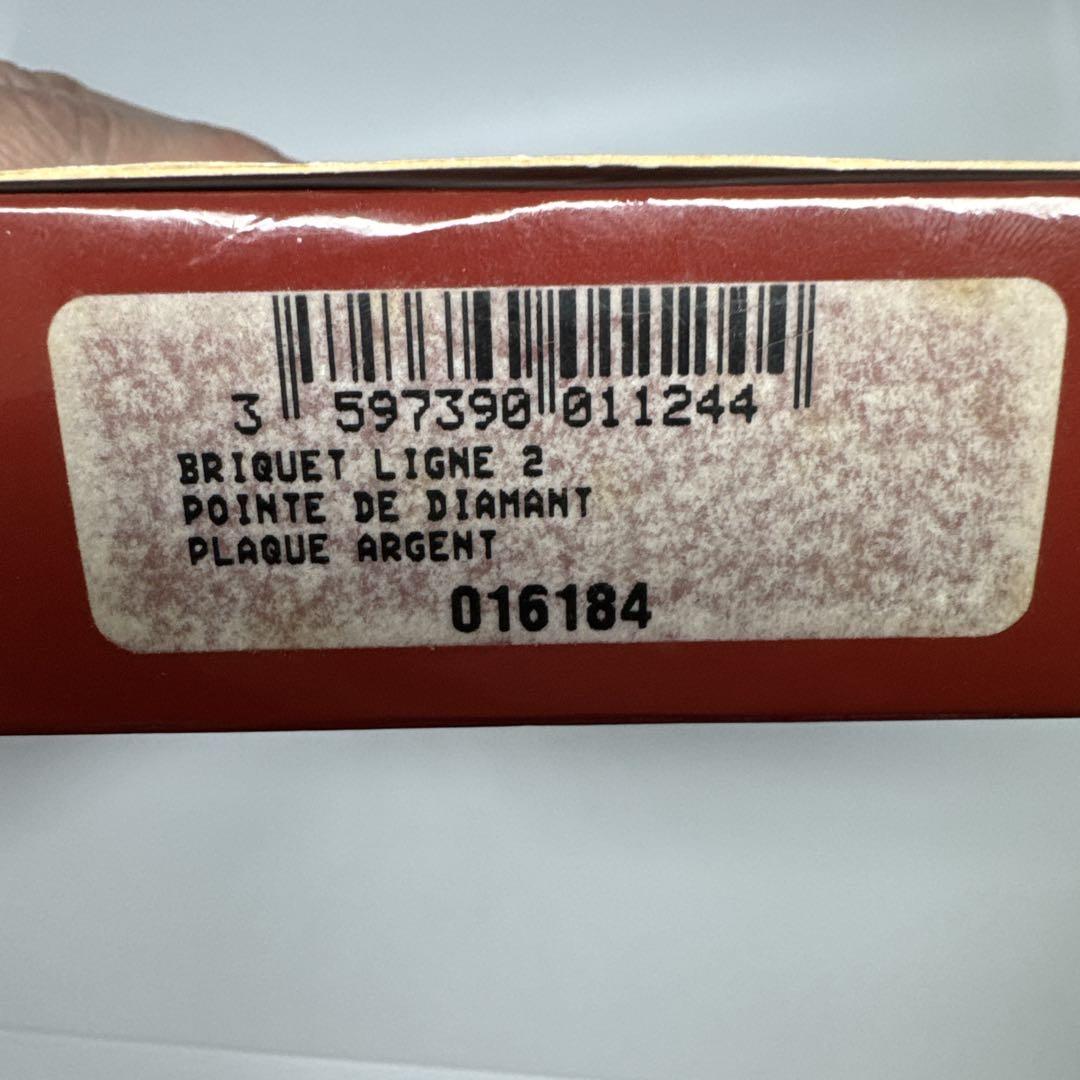 3 597390 011244
BRIQUET LIGNE 2
POINTE DE DIAMANT
PLAQUE ARGENT
016184